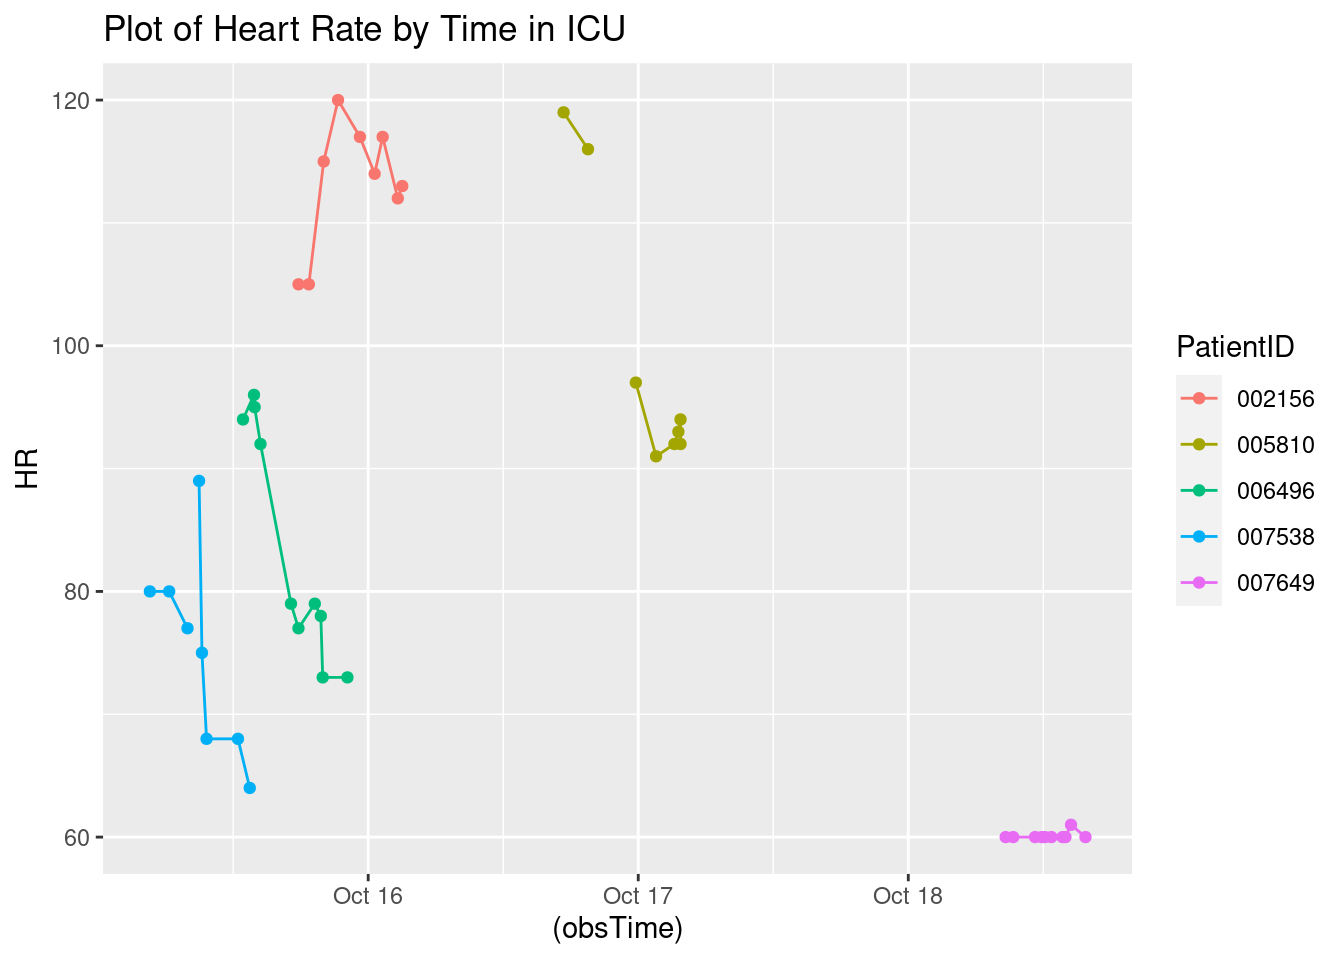 Plot of Heart Rate by Time in ICU
120
100
80
60
HR
Oct 16
Oct 17
Oct 18
(obsTime)
PatientID
002156
005810
006496
007538
007649